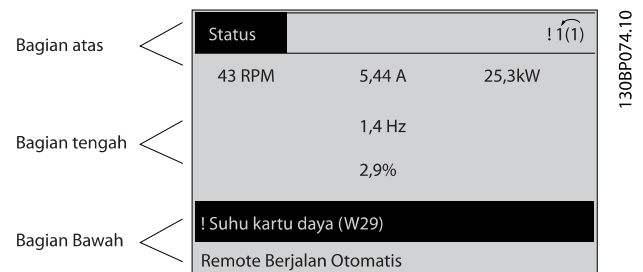 Bagian atas
Status
! 1(1)
43 RPM 5,44 A 25,3kW
1,4 Hz
Bagian tengah
2,9%
! Suhu kartu daya (W29)
Bagian Bawah
Remote Berjalan Otomatis
130BP074.10